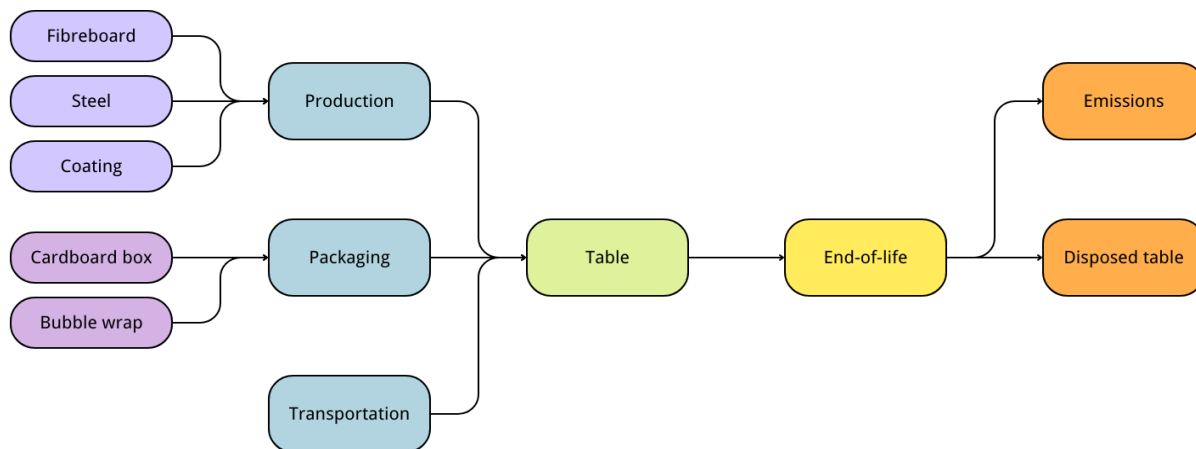 Fibreboard
Steel
Coating
Cardboard box
Bubble wrap
Production
Packaging
Transportation
Table
End-of-life
Emissions
Disposed table